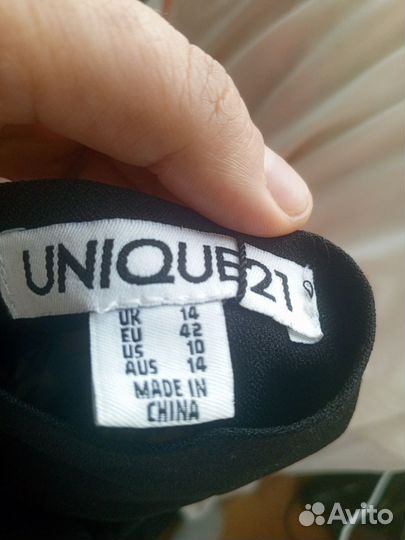 UNIQUE21
UK 14
EU 42
US 10
AUS 14
MADE IN
CHINA
Avito